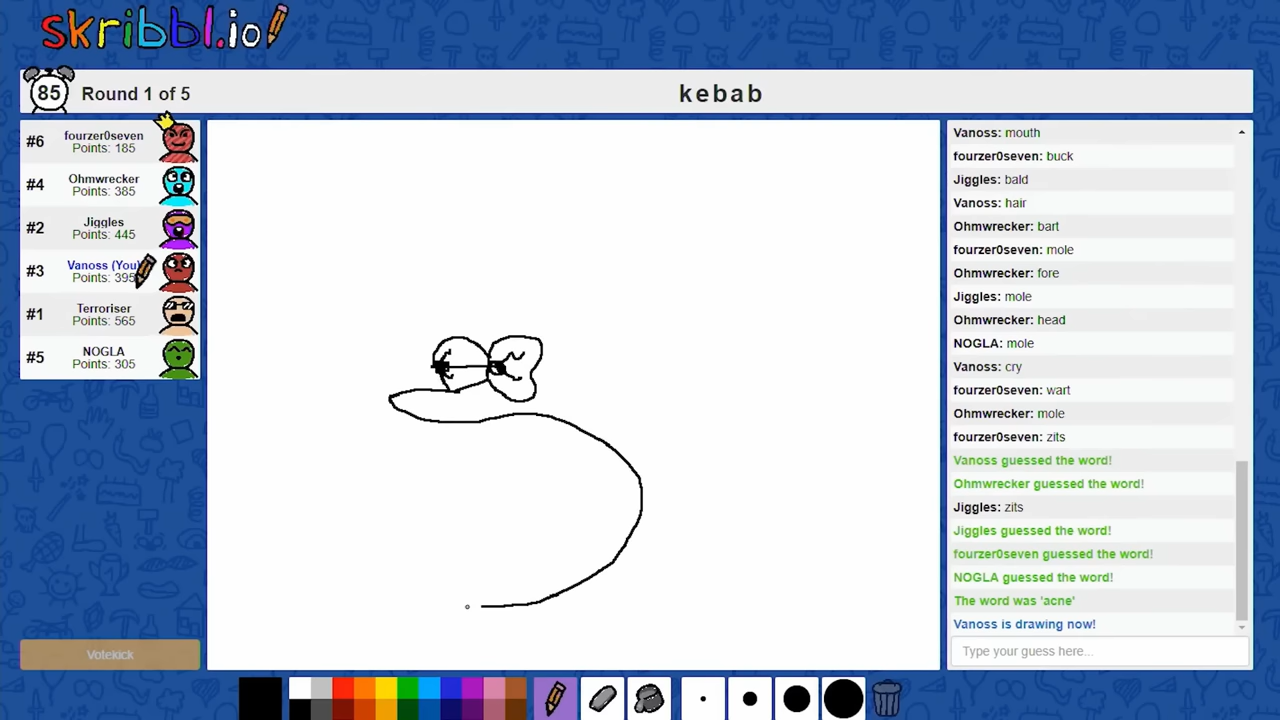 skribbl.io
85 Round 1 of 5
kebab
#6 fourzer0seven
Points: 185
#4 Ohmwrecker
Points: 385
#2 Jiggles
Points: 445
#3 Vanoss (You)
Points: 395
#1 Terroriser
Points: 565
#5 NOGLA
Points: 305
Votekick
Vanoss: mouth
fourzer0seven: buck
Jiggles: bald
Vanoss: hair
Ohmwrecker: bart
fourzer0seven: mole
Ohmwrecker: fore
Jiggles: mole
Ohmwrecker: head
NOGLA: mole
Vanoss: cry
fourzer0seven: wart
Ohmwrecker: mole
fourzer0seven: zits
Vanoss guessed the word!
Ohmwrecker guessed the word!
Jiggles: zits
Jiggles guessed the word!
fourzer0seven guessed the word!
NOGLA guessed the word!
The word was 'acne'
Vanoss is drawing now!
Type your guess here...